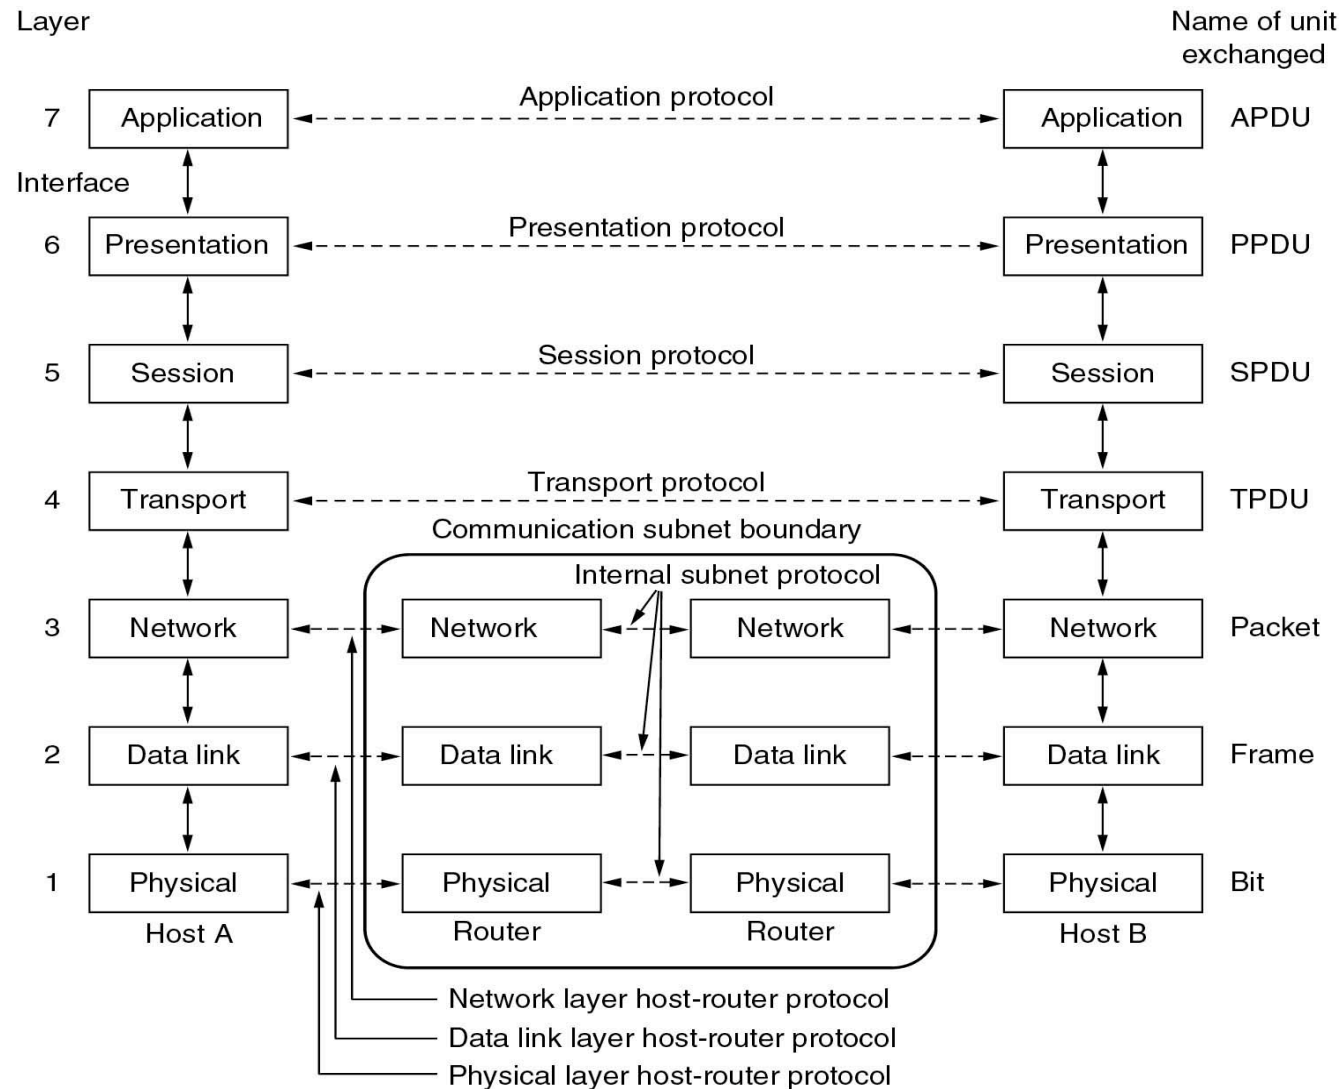 Layer
Name of unit
exchanged
7
Application
Application protocol
Application
APDU
Interface
6
Presentation
Presentation protocol
Presentation
PPDU
5
Session
Session protocol
Session
SPDU
4
Transport
Transport protocol
Transport
TPDU
Communication subnet boundary
Internal subnet protocol
3
Network
Network
Network
Network
Packet
2
Data link
Data link
Data link
Data link
Frame
1
Physical
Physical
Physical
Physical
Bit
Host A
Router
Router
Host B
Network layer host-router protocol
Data link layer host-router protocol
Physical layer host-router protocol